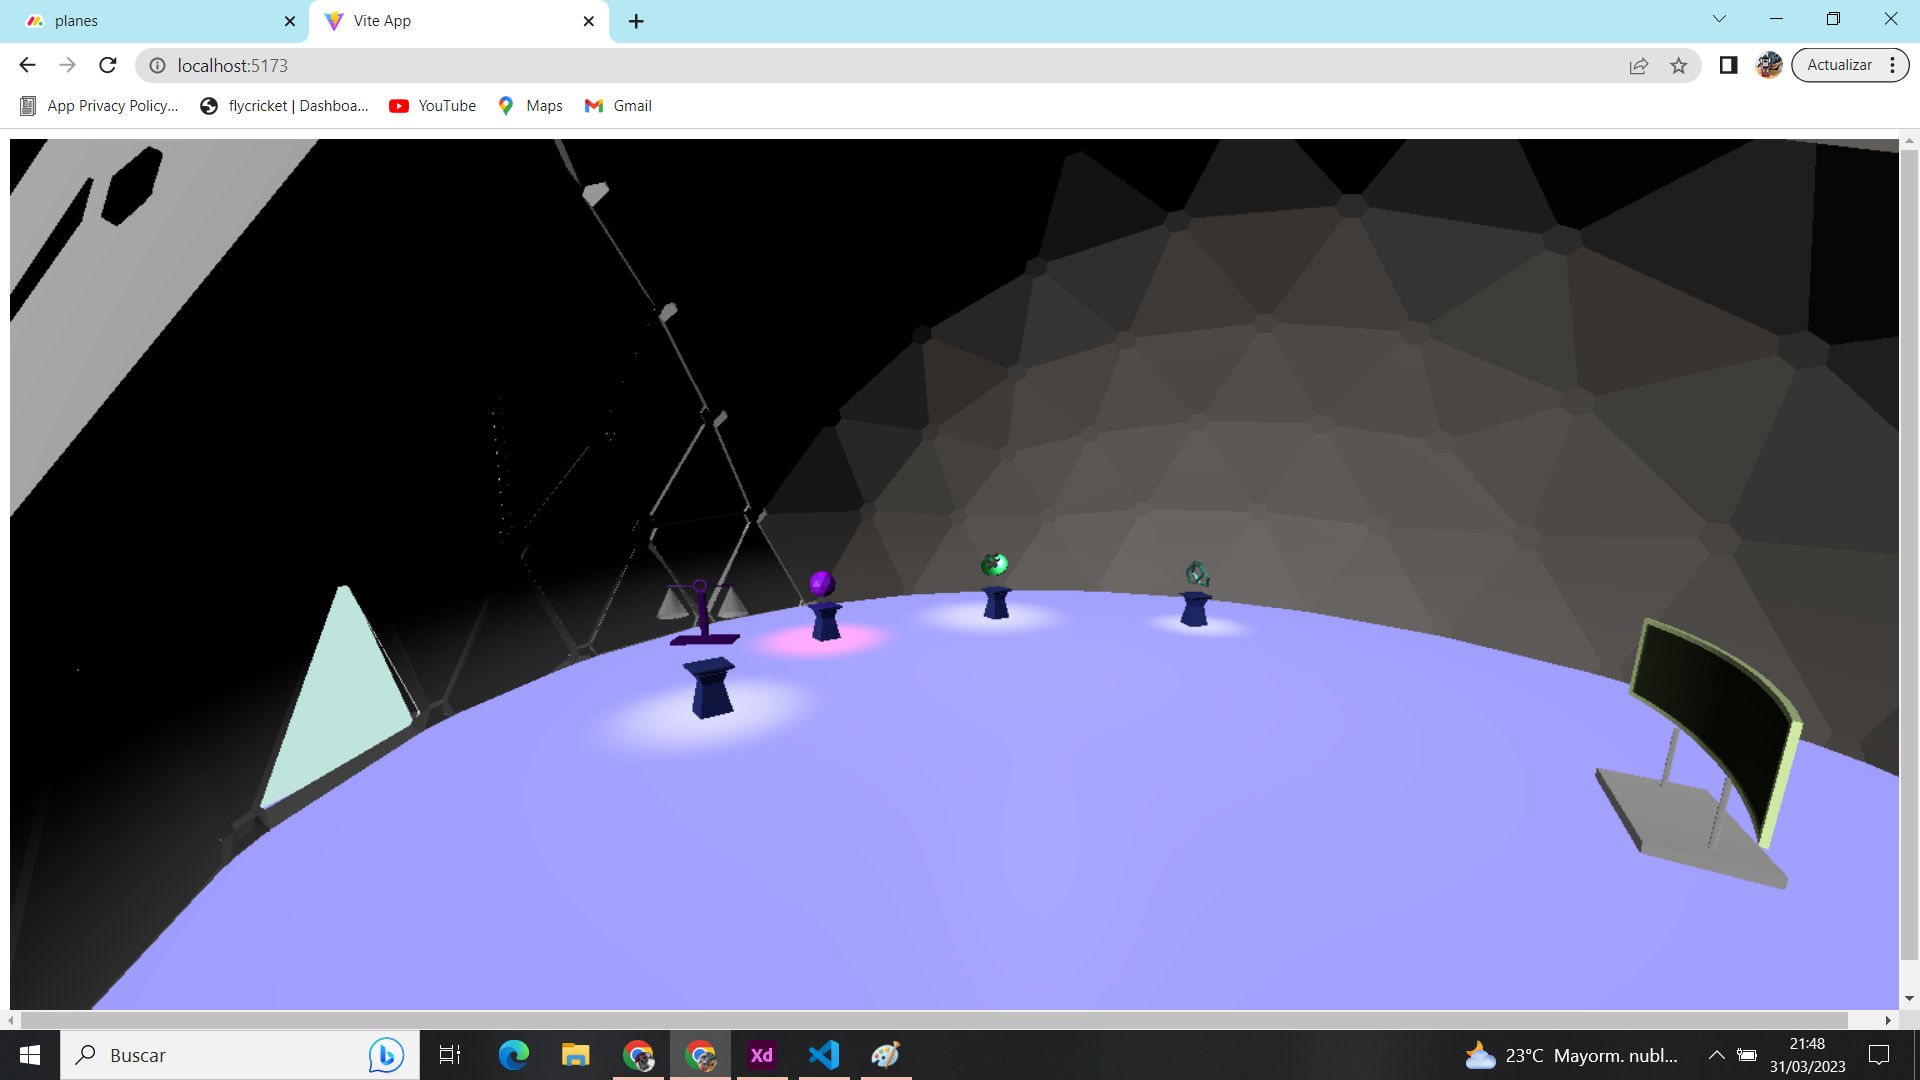 planes
Vite App
localhost:5173
Actualizar
App Privacy Policy...
flycricket | Dashboa...
YouTube
Maps
Gmail
Buscar
Xd
23°C Mayorm. nubl...
21:48
31/03/2023